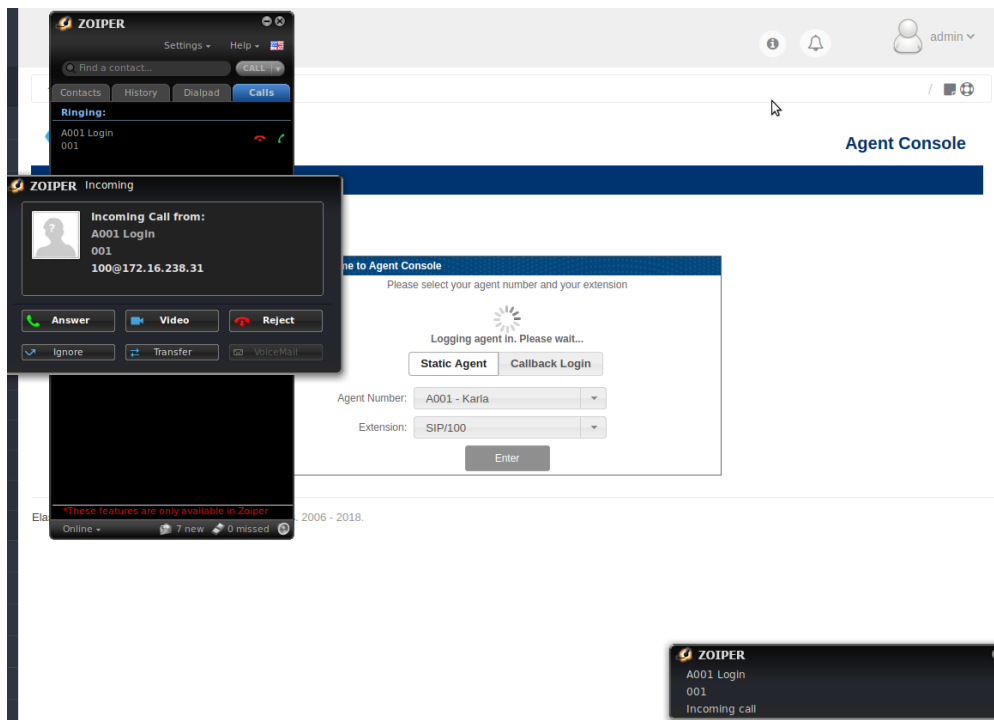 ZOIPER
Settings
Help
Find a contact...
CALL
Contacts
History
Dialpad
Calls
Ringing:
A001 Login
001
admin
/
Agent Console
ZOIPER Incoming
Incoming Call from:
A001 Login
001
100@172.16.238.31
Answer
Video
Reject
Ignore
Transfer
VoiceMail
me to Agent Console
Please select your agent number and your extension
Logging agent in. Please wait...
Static Agent
Callback Login
Agent Number:
A001 - Karla
Extension:
SIP/100
Enter
*These features are only available in Zoiper
Online
7 new
0 missed
Ela
. 2006 - 2018.
ZOIPER
A001 Login
001
Incoming call